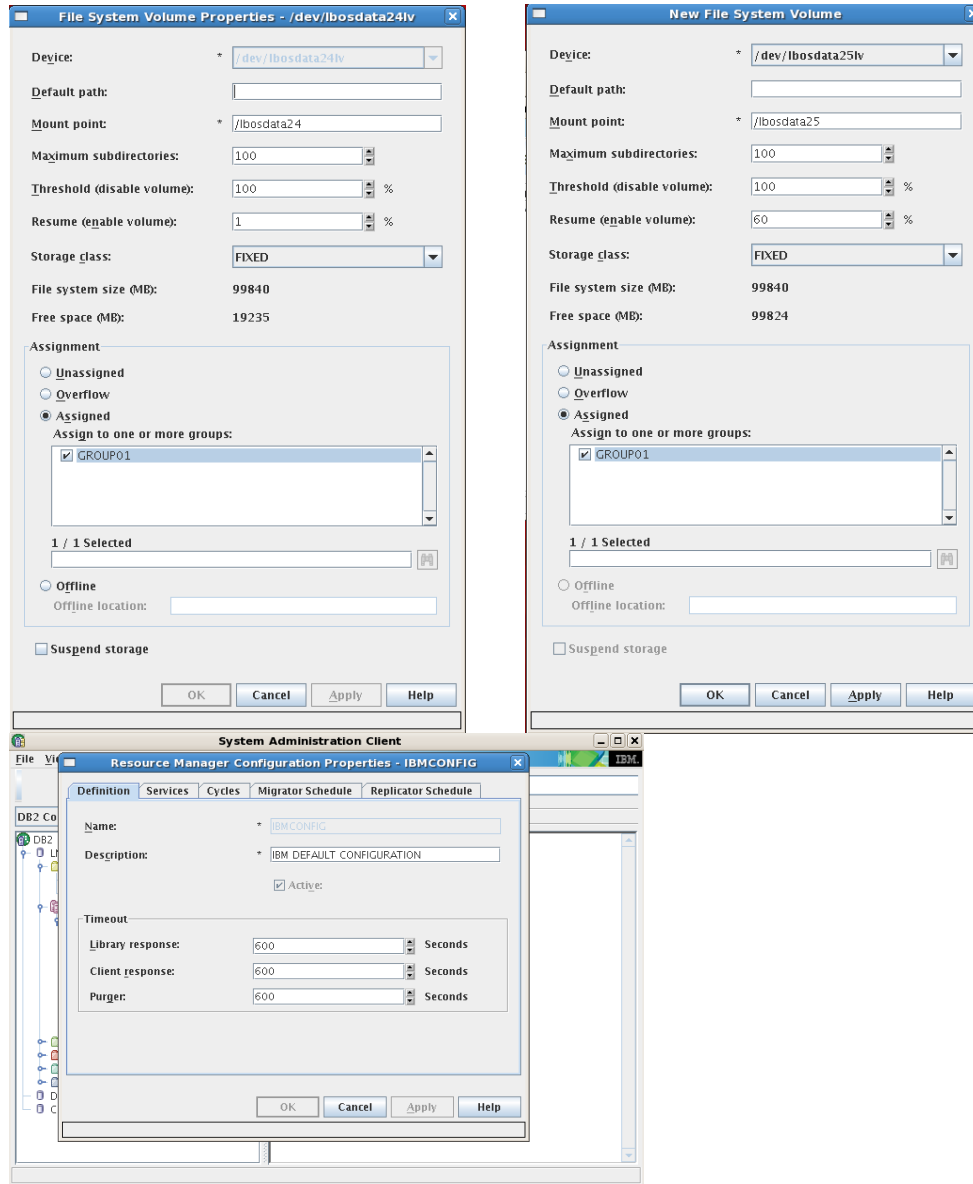 File System Volume Properties - /dev/lbosdata24lv
Device: * /dev/lbosdata24lv
Default path:
Mount point: * /lbosdata24
Maximum subdirectories: 100
Threshold (disable volume): 100 %
Resume (enable volume): 1 %
Storage class: FIXED
File system size (MB): 99840
Free space (MB): 19235
Assignment
Unassigned
Overflow
Assigned
Assign to one or more groups:
GROUP01
1 / 1 Selected
Offline
Offline location:
Suspend storage
OK Cancel Apply Help
New File System Volume
Device: * /dev/lbosdata25lv
Default path:
Mount point: * /lbosdata25
Maximum subdirectories: 100
Threshold (disable volume): 100 %
Resume (enable volume): 60 %
Storage class: FIXED
File system size (MB): 99840
Free space (MB): 99824
Assignment
Unassigned
Overflow
Assigned
Assign to one or more groups:
GROUP01
1 / 1 Selected
Offline
Offline location:
Suspend storage
OK Cancel Apply Help
System Administration Client
File Vi
IBM.
DB2 Co
DB2
Resource Manager Configuration Properties - IBMCONFIG
Definition Services Cycles Migrator Schedule Replicator Schedule
Name: * IBMCONFIG
Description: * IBM DEFAULT CONFIGURATION
Active:
Timeout
Library response: 600 Seconds
Client response: 600 Seconds
Purger: 600 Seconds
OK Cancel Apply Help